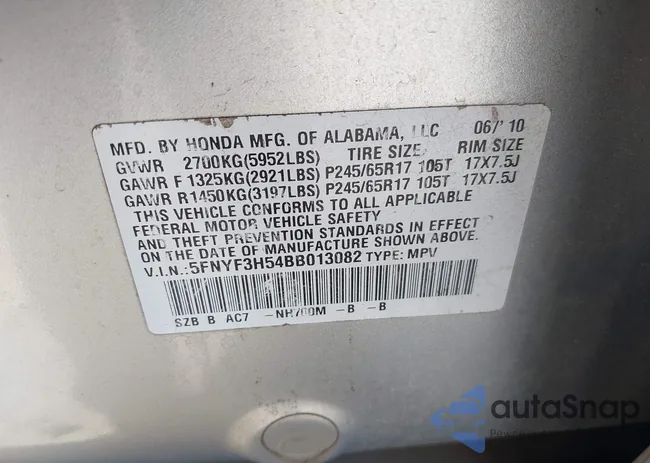 MFD. BY HONDA MFG. OF ALABAMA, LLC 06/'10
GVWR 2700KG(5952LBS) TIRE SIZE RIM SIZE
GAWR F 1325KG(2921LBS) P245/65R17 105T 17X7.5J
GAWR R1450KG(3197LBS) P245/65R17 105T 17X7.5J
THIS VEHICLE CONFORMS TO ALL APPLICABLE
FEDERAL MOTOR VEHICLE SAFETY
AND THEFT PREVENTION STANDARDS IN EFFECT
ON THE DATE OF MANUFACTURE SHOWN ABOVE.
V.I.N.:5FNYF3H54BB013082 TYPE: MPV
SZB B AC7 -NH700M -B -B
autoSnap
Powered